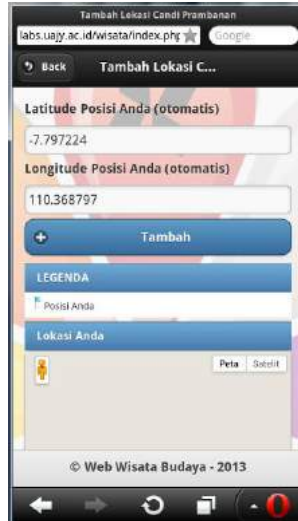 Tambah Lokasi Candi Prambanan
labs.uajy.ac.id/wisata/index.php
Google
Back
Tambah Lokasi C...
Latitude Posisi Anda (otomatis)
-7.797224
Longitude Posisi Anda (otomatis)
110.368797
Tambah
LEGENDA
Posisi Anda
Lokasi Anda
Peta Satelit
© Web Wisata Budaya - 2013